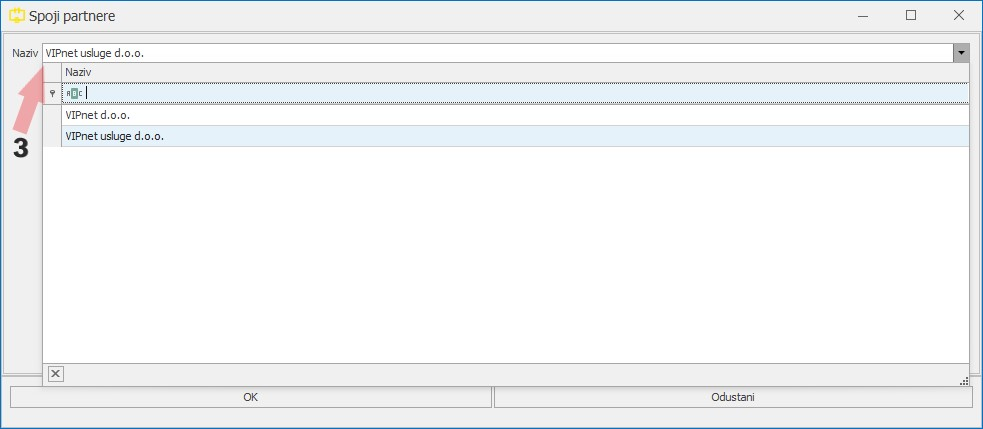 Spoji partnere
Naziv VIPnet usluge d.o.o.
Naziv
ABC
VIPnet d.o.o.
VIPnet usluge d.o.o.
3
OK Odustani